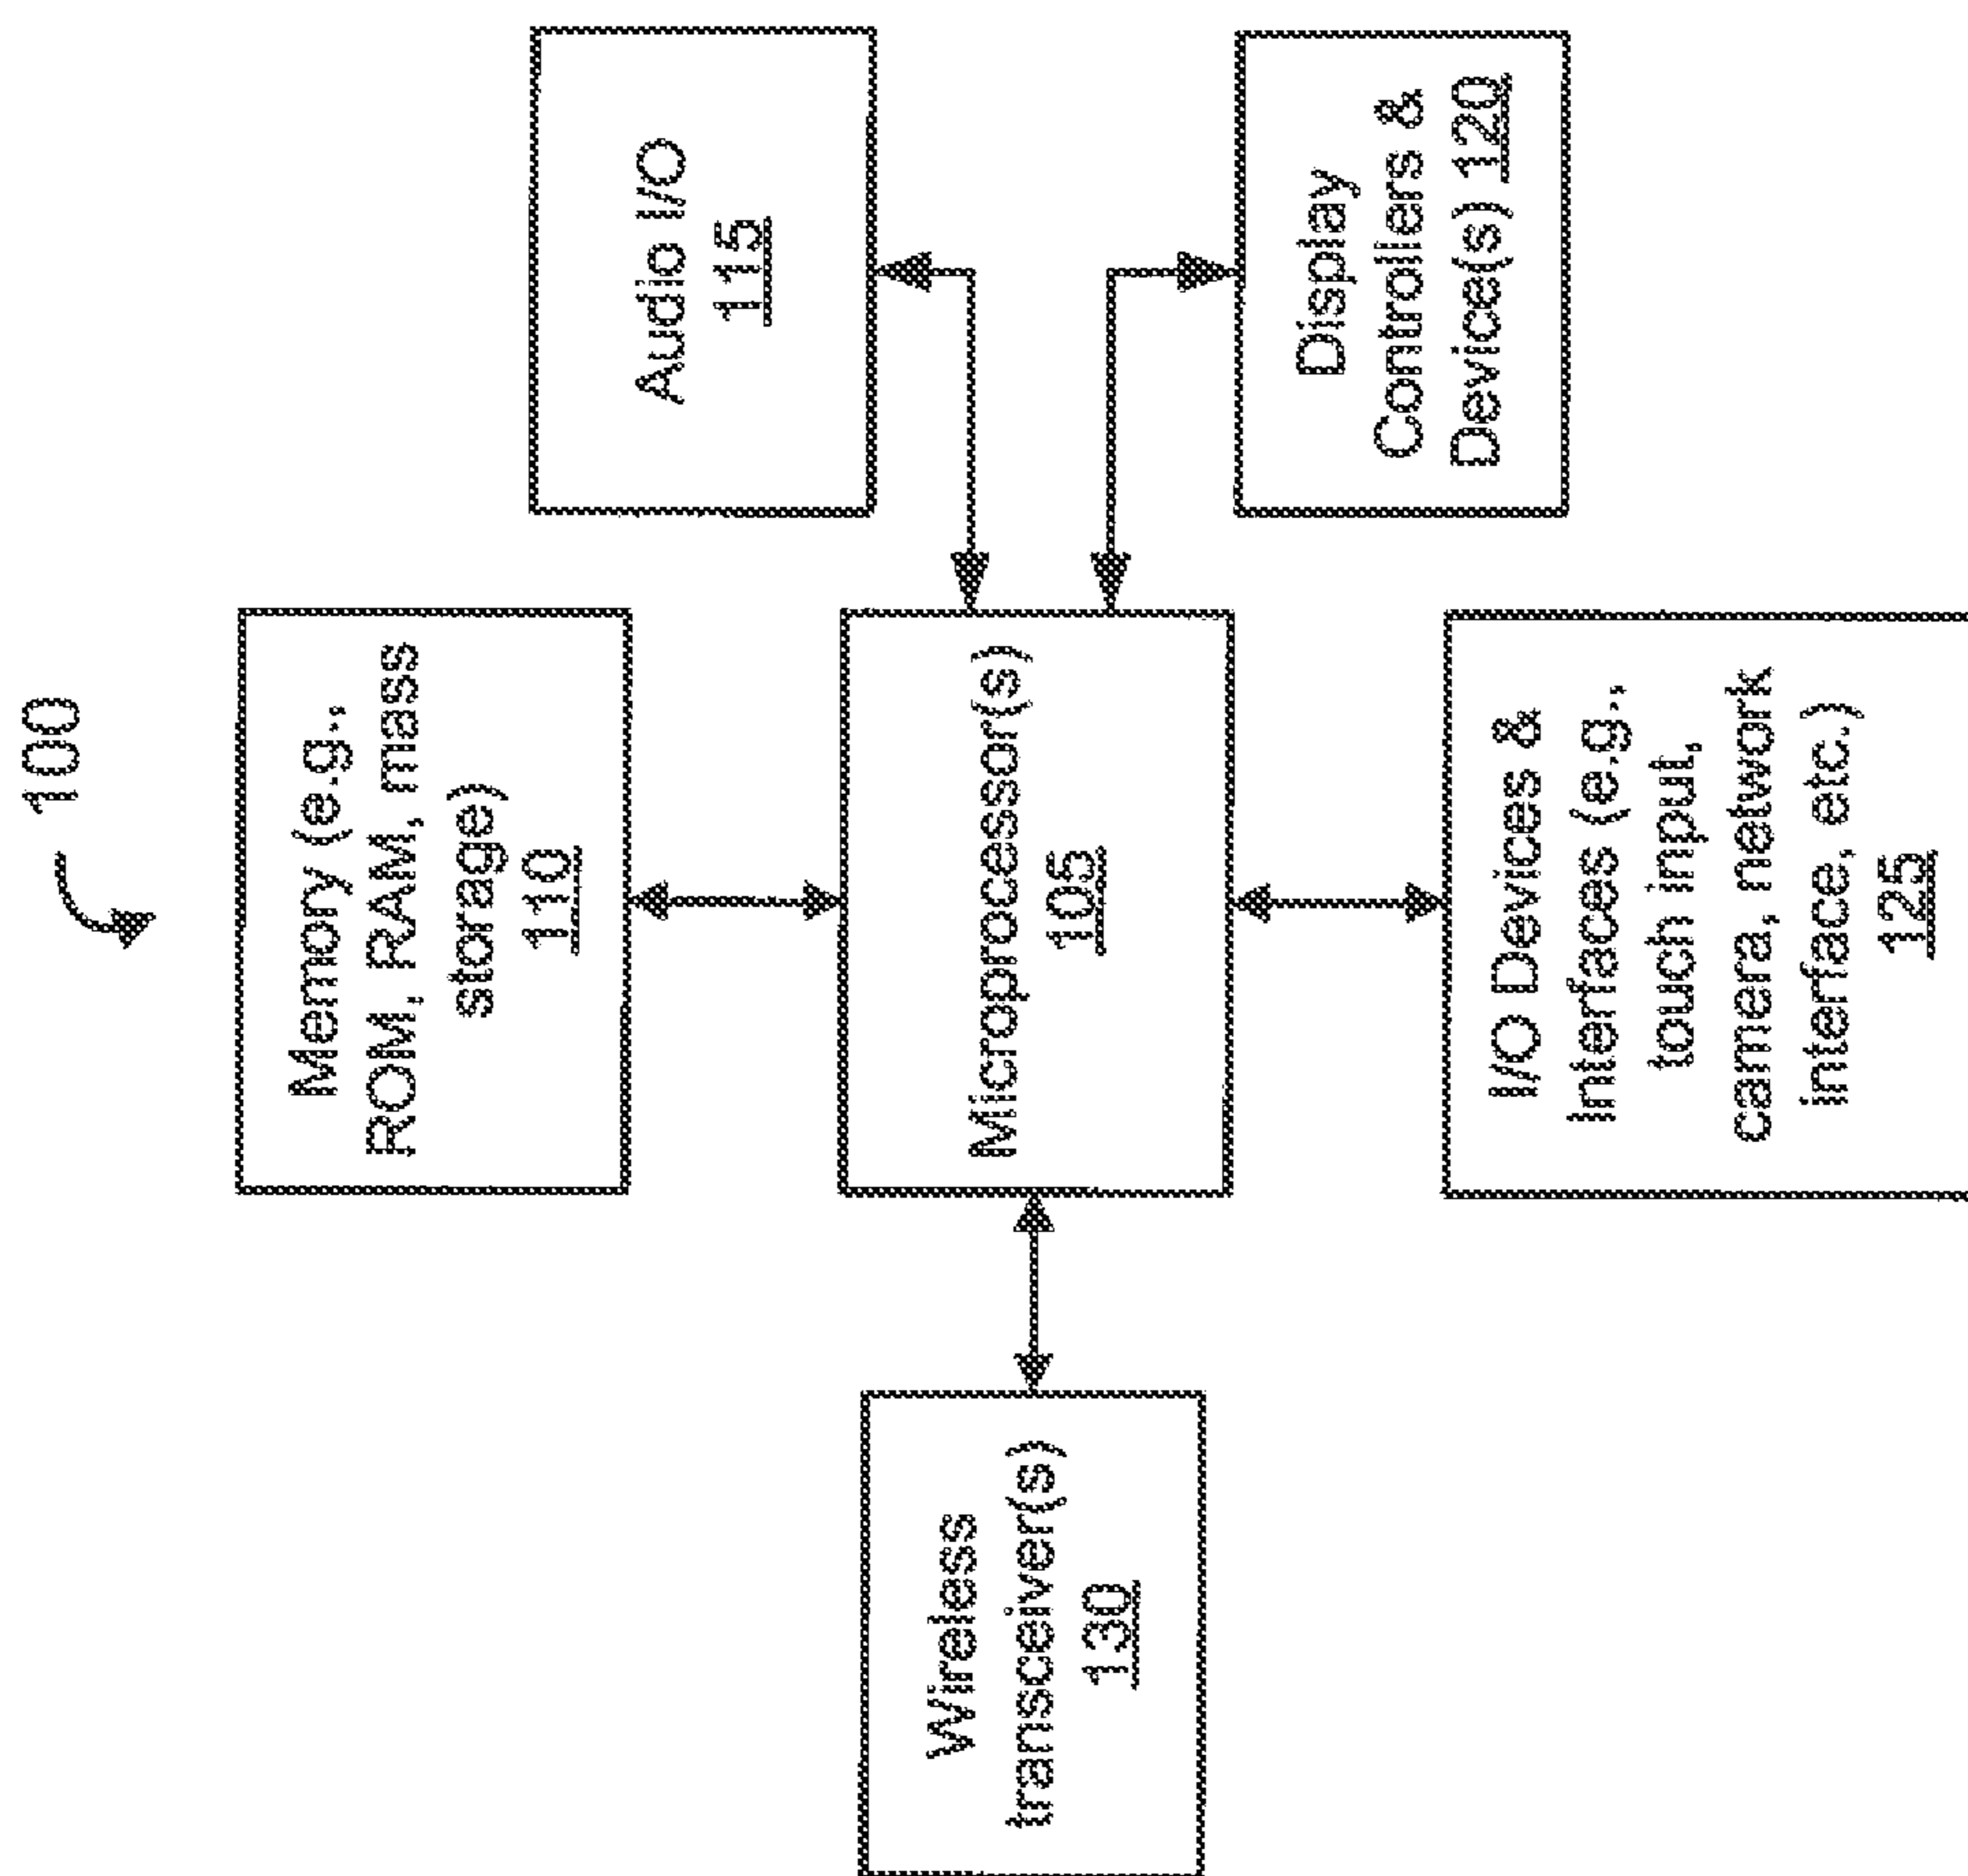 100
Memory (e.g.,
ROM, RAM, mass
storage)
110
Audio I/O
115
Microprocessor(s)
105
Wireless
transceiver(s)
130
Display
Controllers &
Device(s) 120
I/O Devices &
Interfaces (e.g.,
touch input,
camera, network
interface, etc.)
125